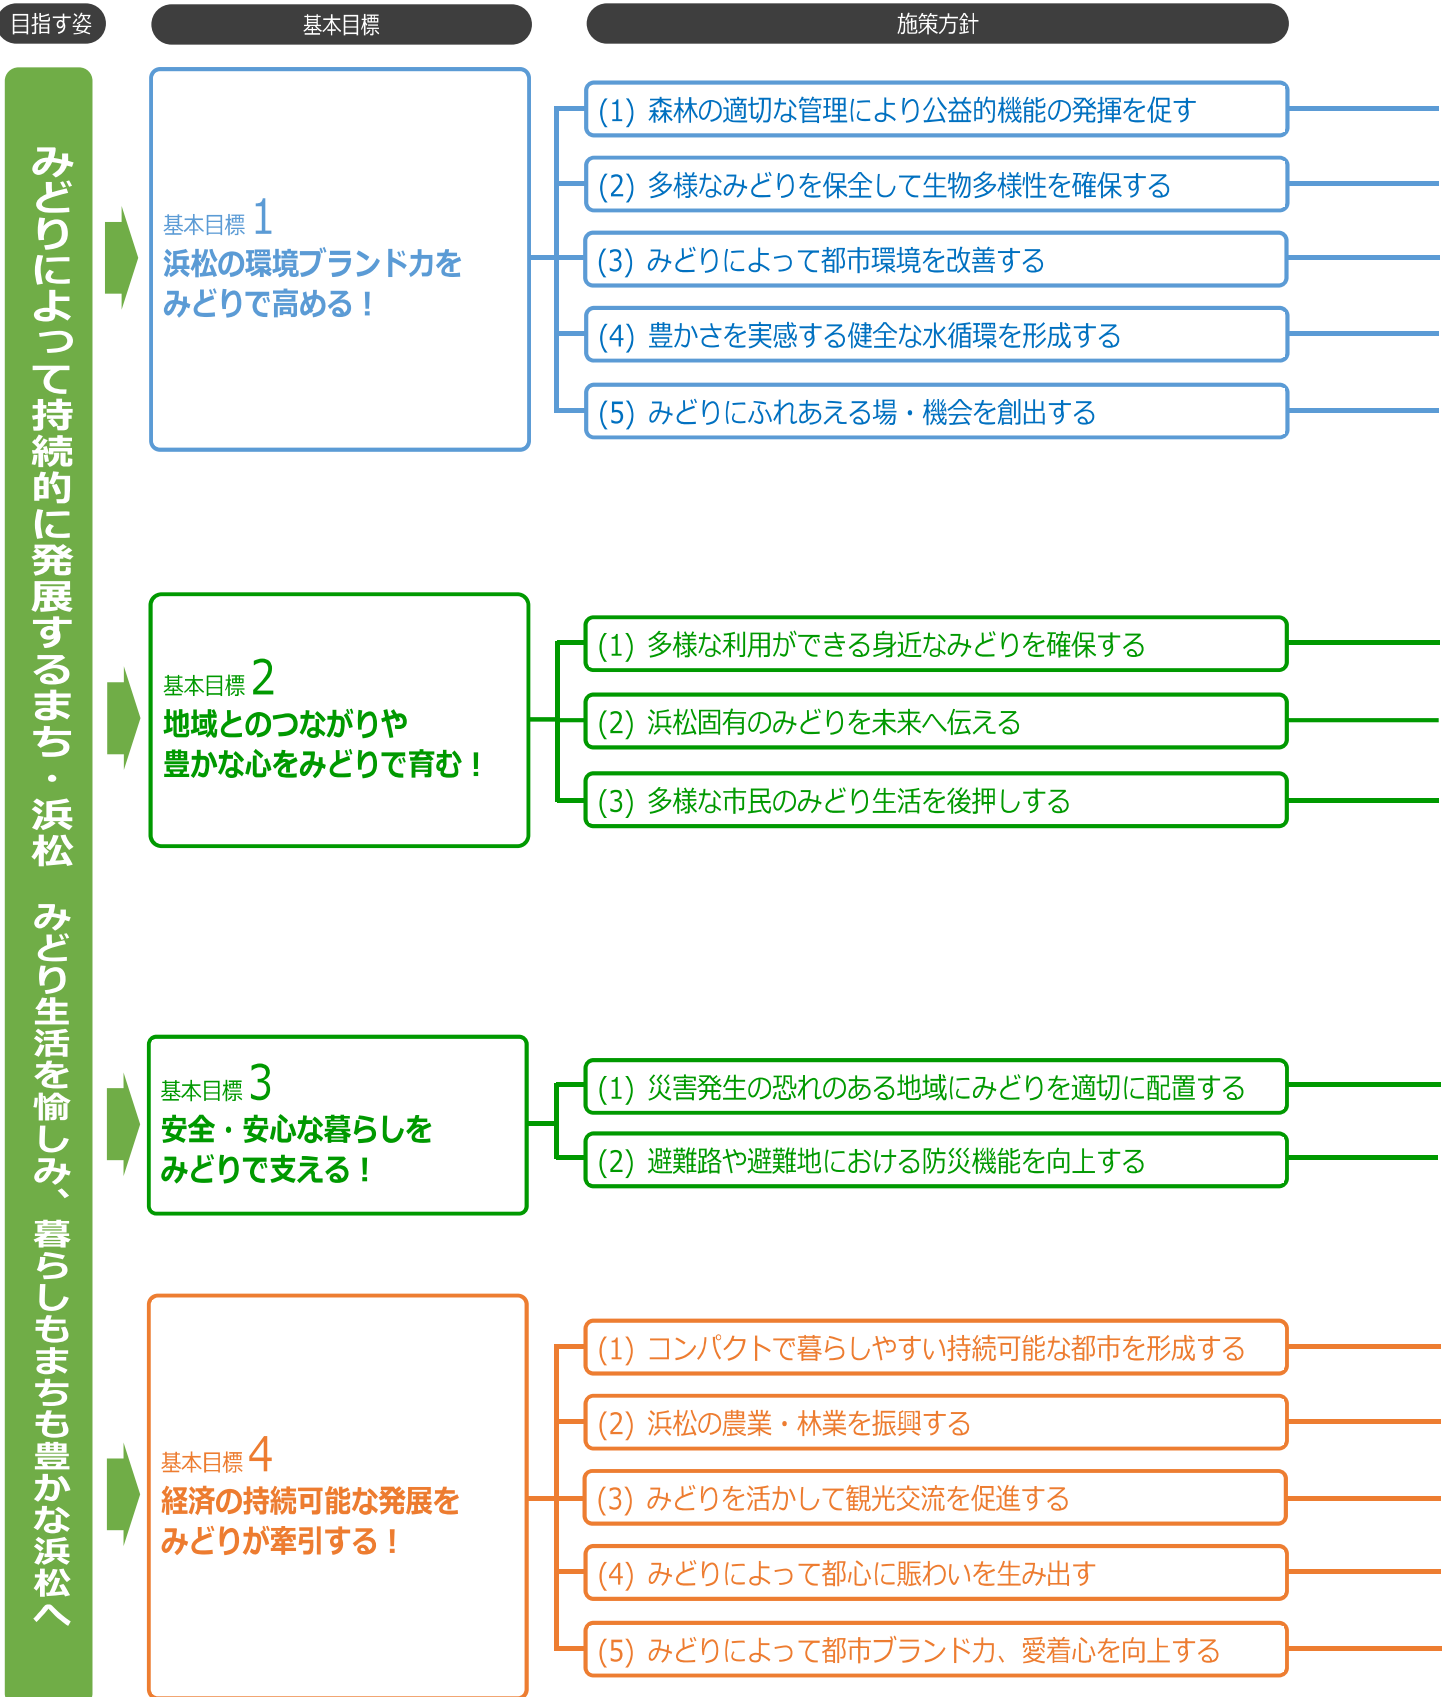 目指す姿
基本目標
施策方針
みどりによって持続的に発展するまち・浜松 みどり生活を愉しみ、暮らしもまちも豊かな浜松へ
基本目標 1
浜松の環境ブランド力を
みどりで高める！
(1) 森林の適切な管理により公益的機能の発揮を促す
(2) 多様なみどりを保全して生物多様性を確保する
(3) みどりによって都市環境を改善する
(4) 豊かさを実感する健全な水循環を形成する
(5) みどりにふれあえる場・機会を創出する
基本目標 2
地域とのつながりや
豊かな心をみどりで育む！
(1) 多様な利用ができる身近なみどりを確保する
(2) 浜松固有のみどりを未来へ伝える
(3) 多様な市民のみどり生活を後押しする
基本目標 3
安全・安心な暮らしを
みどりで支える！
(1) 災害発生の恐れのある地域にみどりを適切に配置する
(2) 避難路や避難地における防災機能を向上する
基本目標 4
経済の持続可能な発展を
みどりが牽引する！
(1) コンパクトで暮らしやすい持続可能な都市を形成する
(2) 浜松の農業・林業を振興する
(3) みどりを活かして観光交流を促進する
(4) みどりによって都心に賑わいを生み出す
(5) みどりによって都市ブランド力、愛着心を向上する